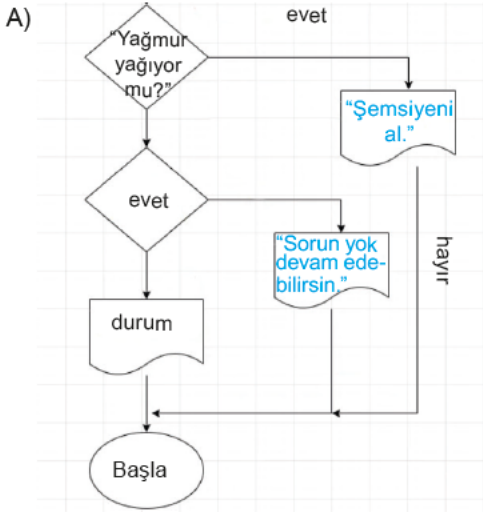 A)
evet
"Yağmur
yağıyor
mu?"
"Şemsiyeni
al."
evet
"Sorun yok
devam ede-
bilirsin."
hayır
durum
Başla